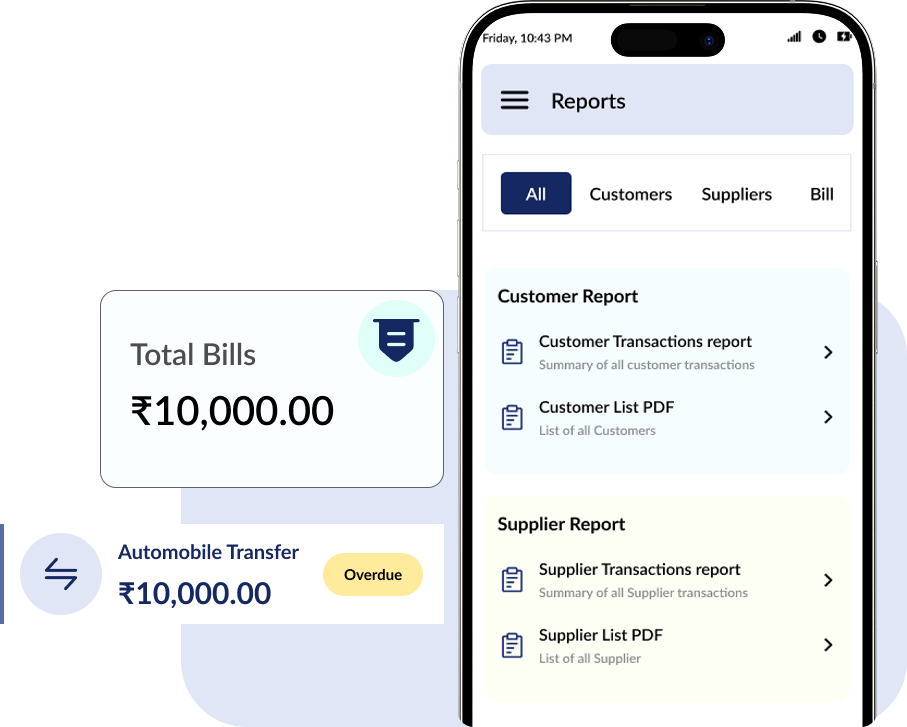 Friday, 10:43 PM
Reports
All Customers Suppliers Bill
Customer Report
Customer Transactions report
Summary of all customer transactions
Customer List PDF
List of all Customers
Supplier Report
Supplier Transactions report
Summary of all Supplier transactions
Supplier List PDF
List of all Supplier
Total Bills
₹10,000.00
Automobile Transfer
₹10,000.00
Overdue